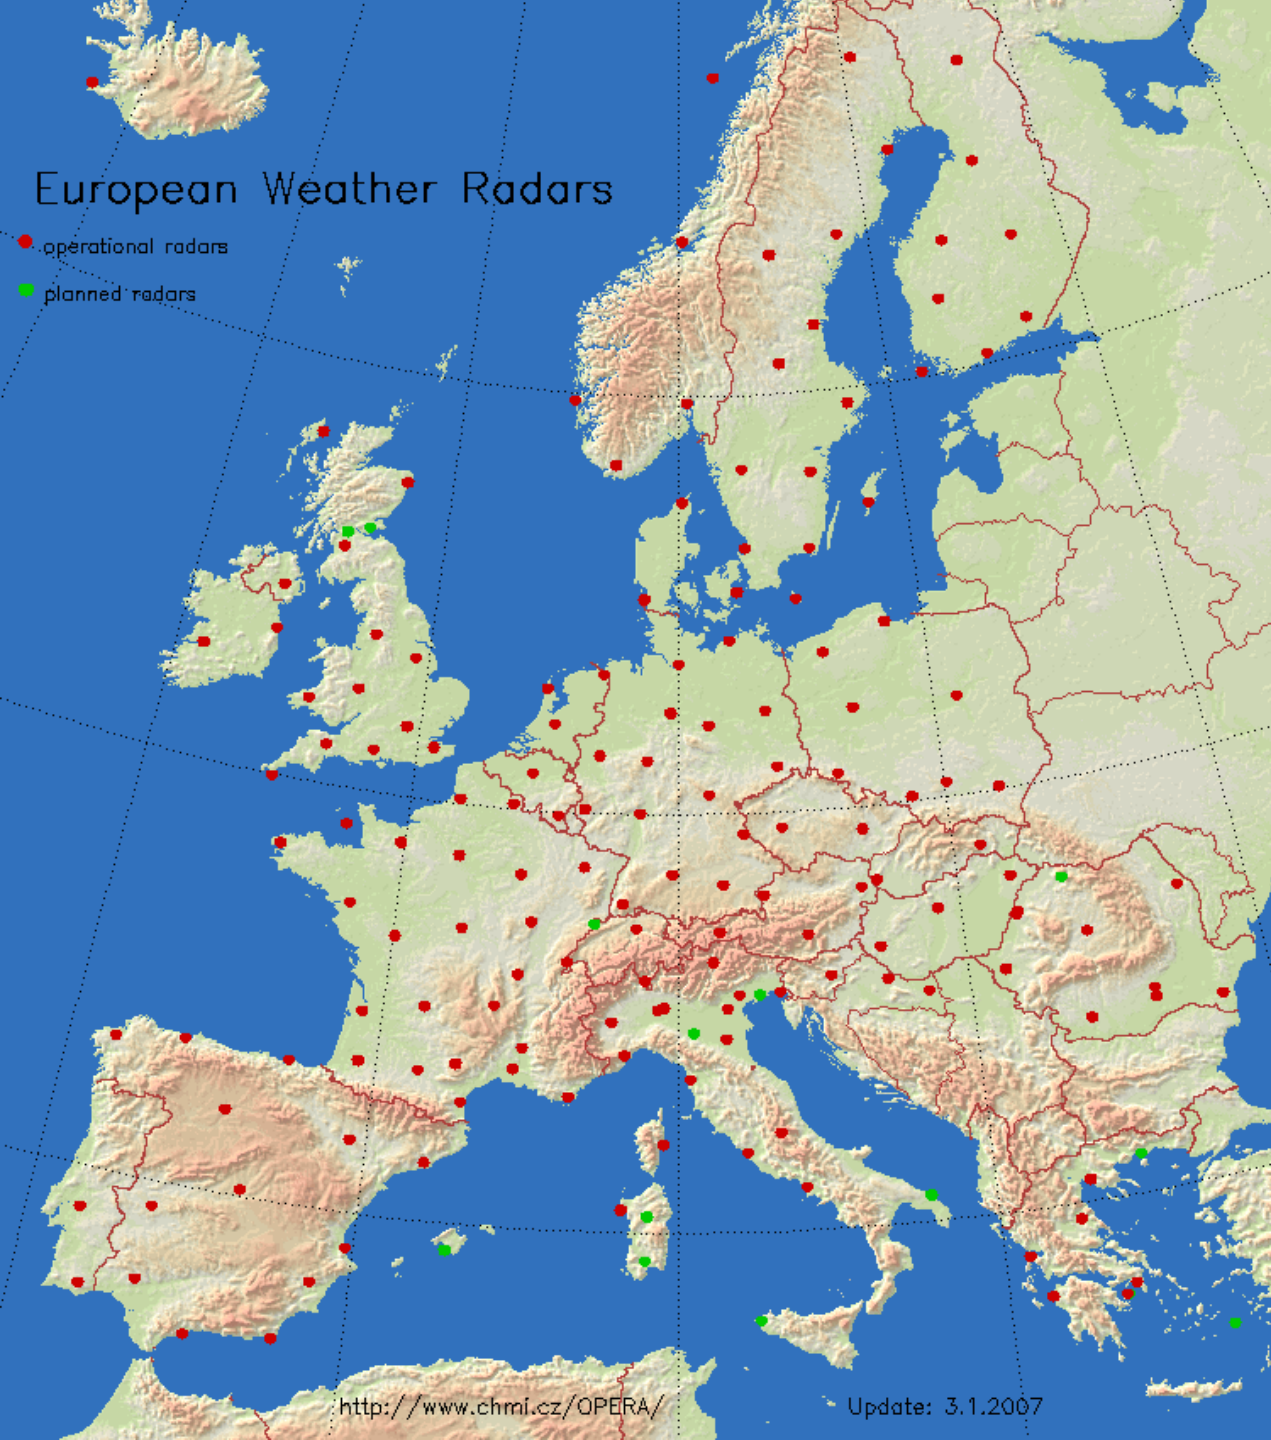 European Weather Radars
operational radars
planned radars
http://www.chmi.cz/OPERA/
Update: 3.1.2007